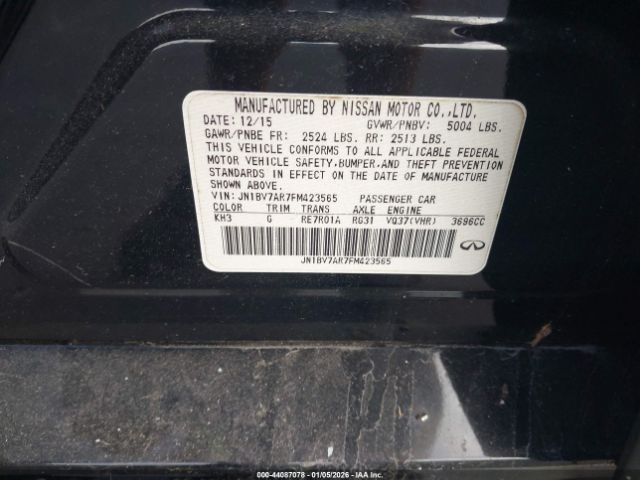 MANUFACTURED BY NISSAN MOTOR CO.,LTD.
DATE: 12/15 GVWR/PNBV: 5004 LBS.
GAWR/PNBE FR: 2524 LBS. RR: 2513 LBS.
THIS VEHICLE CONFORMS TO ALL APPLICABLE FEDERAL
MOTOR VEHICLE SAFETY,BUMPER,AND THEFT PREVENTION
STANDARDS IN EFFECT ON THE DATE OF MANUFACTURE
SHOWN ABOVE.
VIN: JN1BV7AR7FM423565 PASSENGER CAR
COLOR TRIM TRANS AXLE ENGINE
KH3 G RE7R01A RG31 VQ37(VHR) 3696CC
JN1BV7AR7FM423565
000-44087078 - 01/05/2026 - © IAA Inc.